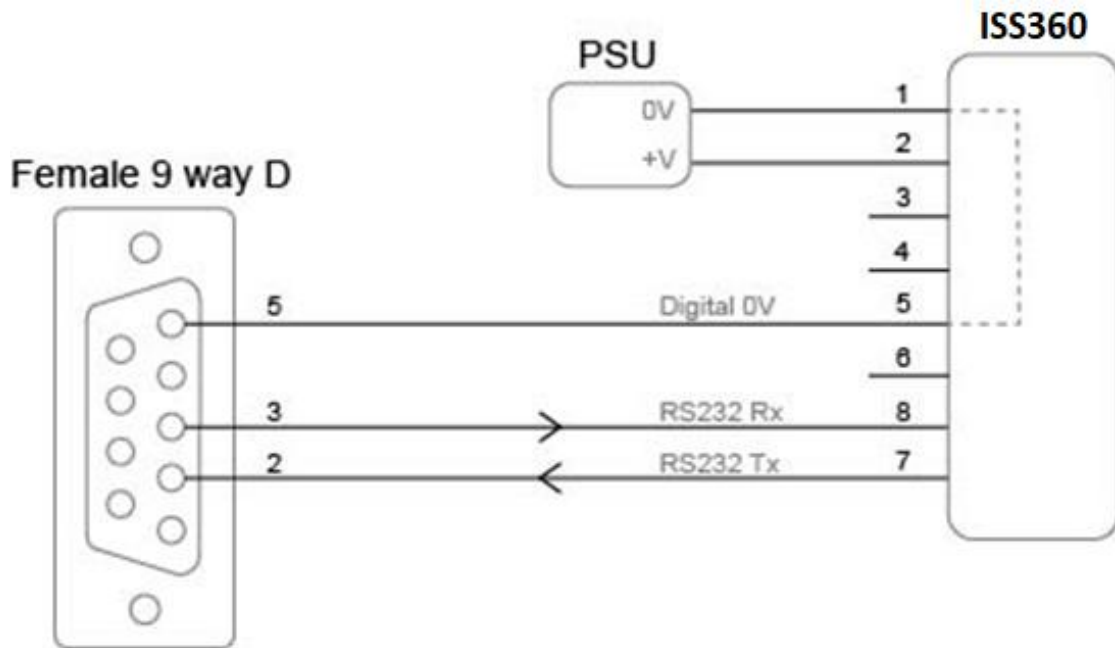 ISS360
PSU
0V
1
+V
2
Female 9 way D
3
4
5
Digital 0V
5
6
3
RS232 Rx
8
2
RS232 Tx
7